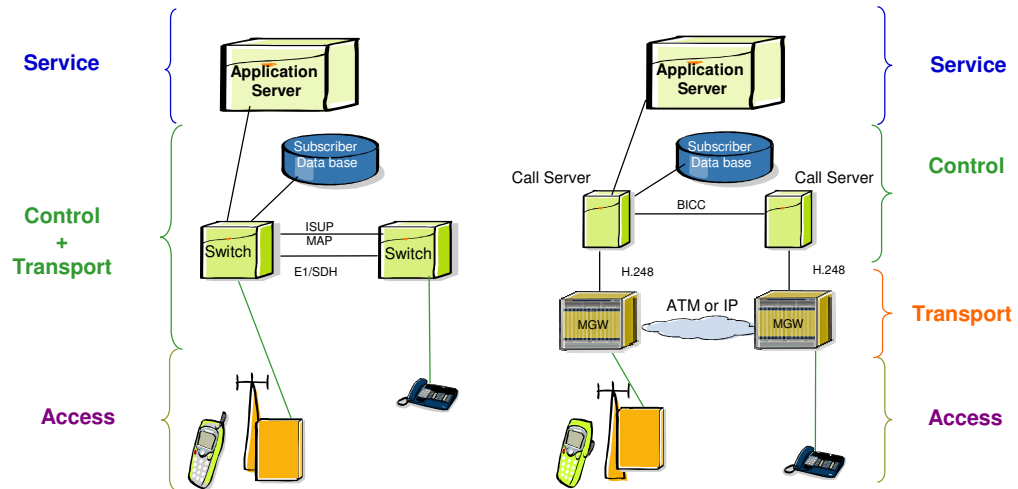 Service
Application
Server
Subscriber
Data base
Control
+
Transport
Switch
ISUP
MAP
E1/SDH
Switch
Access
Application
Server
Service
Subscriber
Data base
Control
Call Server
Call Server
BICC
H.248
H.248
MGW
ATM or IP
MGW
Transport
Access